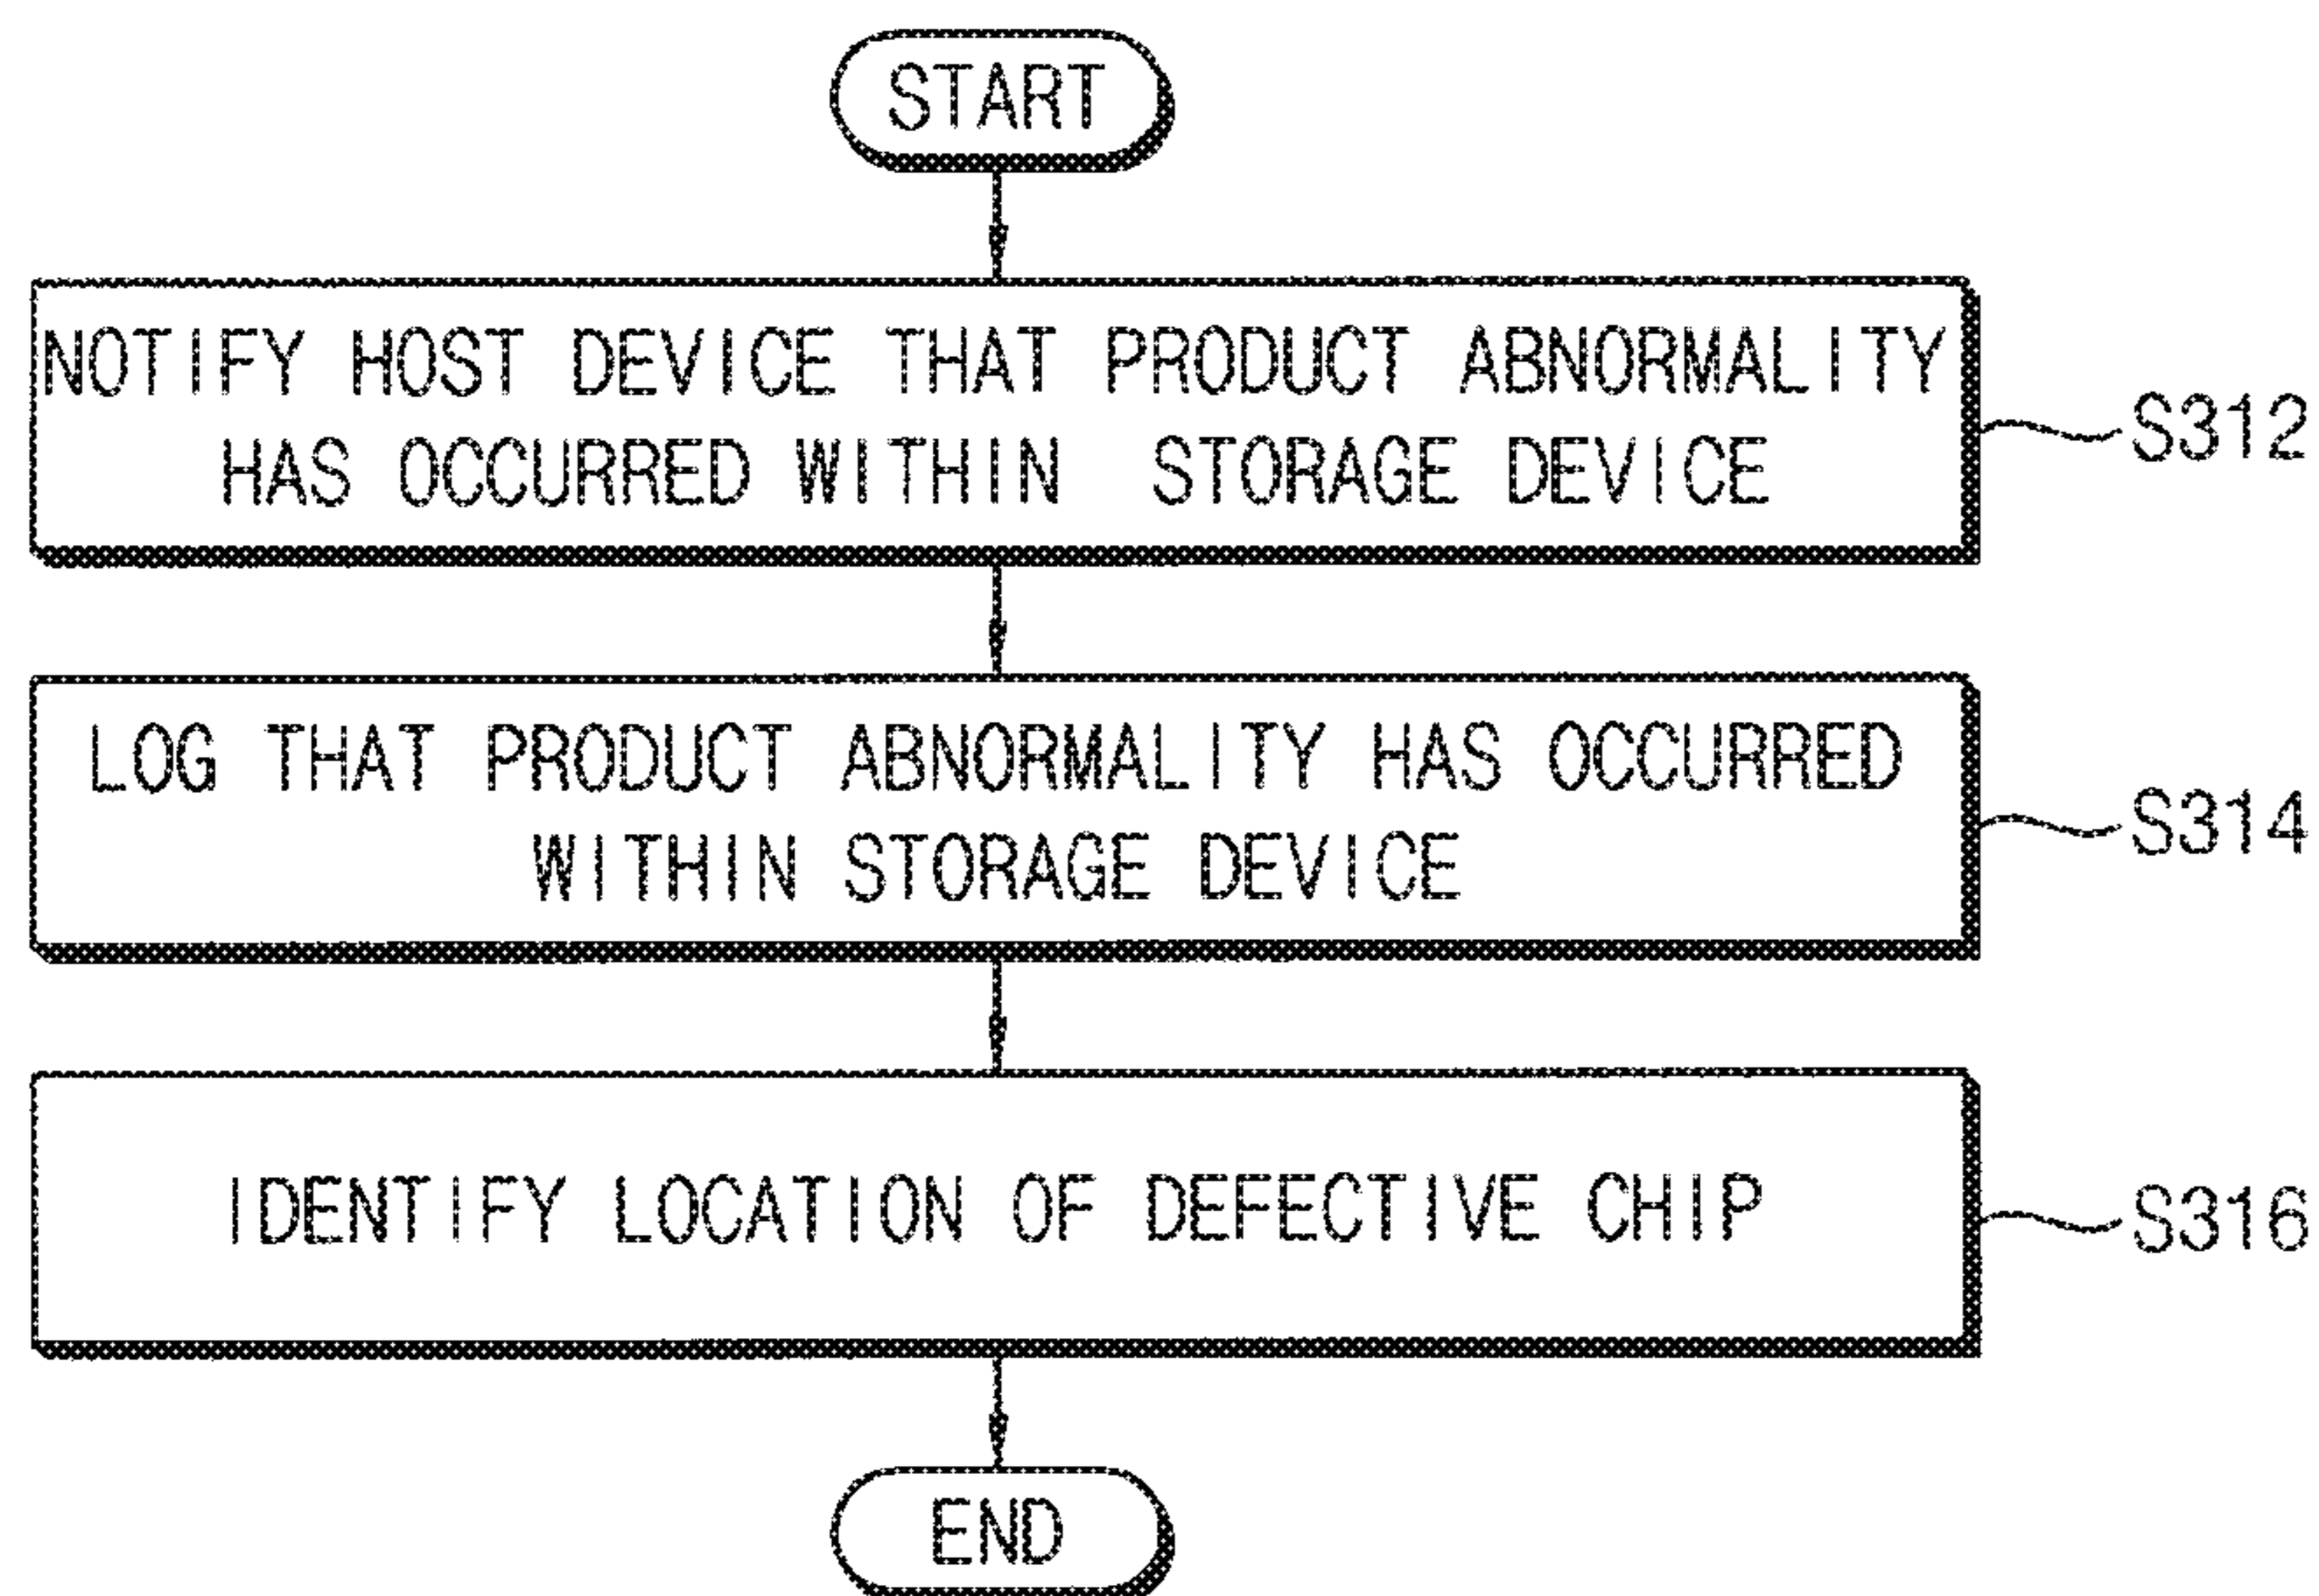 START
NOTIFY HOST DEVICE THAT PRODUCT ABNORMALITY
HAS OCCURRED WITHIN STORAGE DEVICE
S312
LOG THAT PRODUCT ABNORMALITY HAS OCCURRED
WITHIN STORAGE DEVICE
S314
IDENTIFY LOCATION OF DEFECTIVE CHIP
S316
END